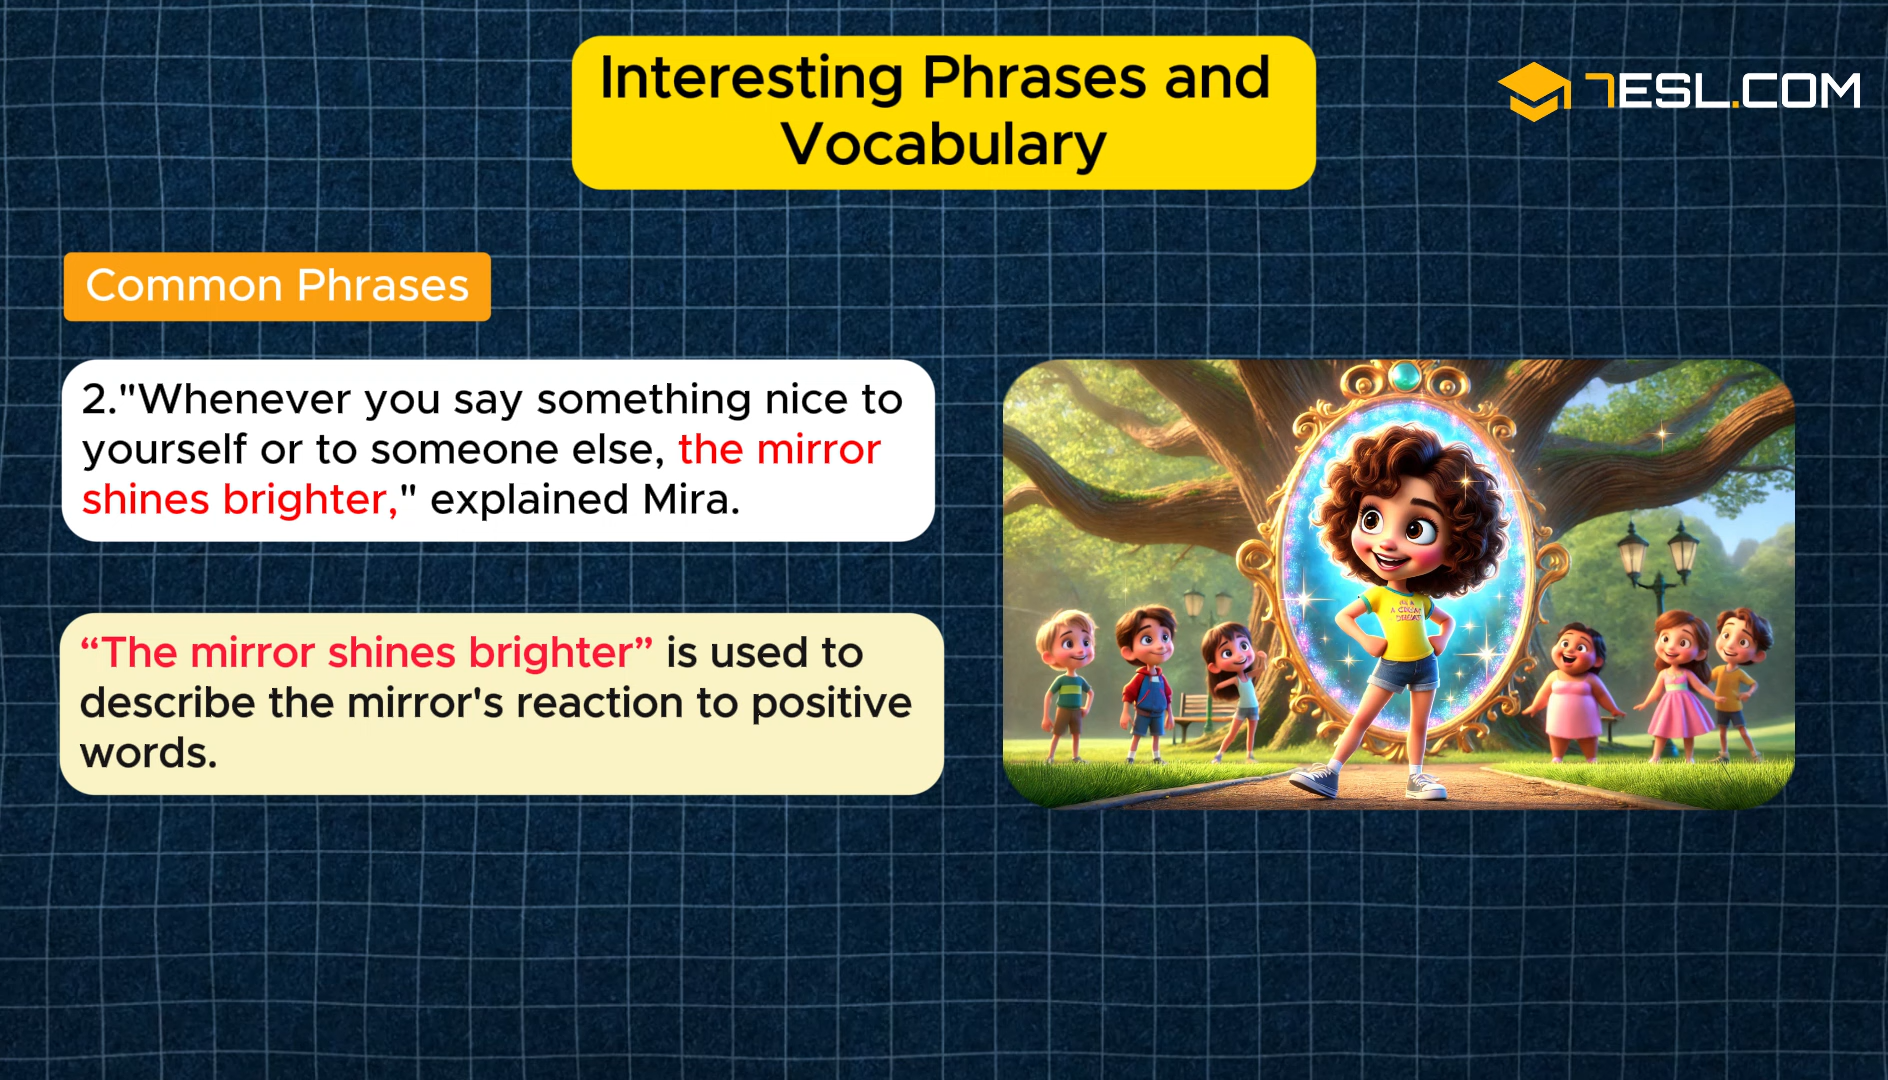 Interesting Phrases and
Vocabulary
7ESL.COM
Common Phrases
2."Whenever you say something nice to
yourself or to someone else, the mirror
shines brighter," explained Mira.
“The mirror shines brighter” is used to
describe the mirror's reaction to positive
words.